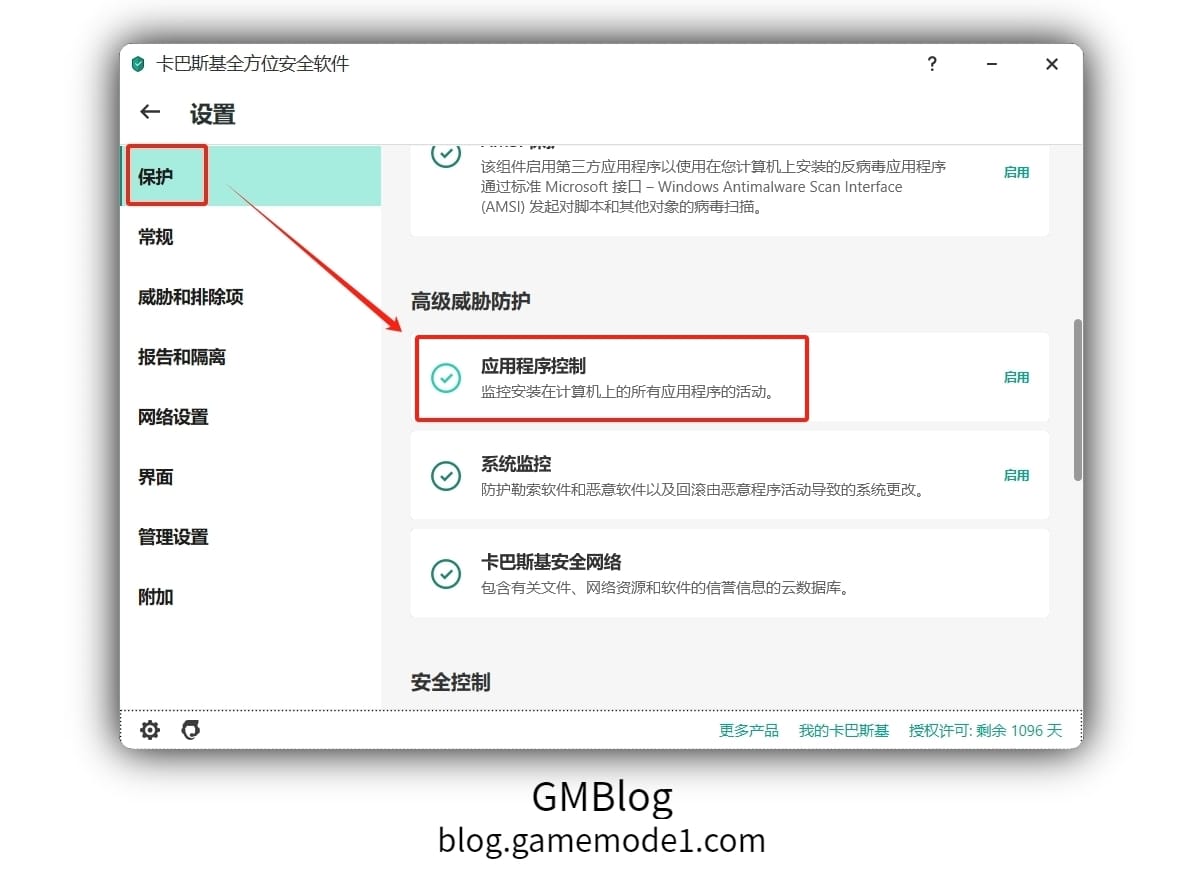 卡巴斯基全方位安全软件
设置
保护
常规
威胁和排除项
报告和隔离
网络设置
界面
管理设置
附加
该组件启用第三方应用程序以使用在您计算机上安装的反病毒应用程序
通过标准 Microsoft 接口 – Windows Antimalware Scan Interface
(AMSI) 发起对脚本和其他对象的病毒扫描。
启用
高级威胁防护
应用程序控制
监控安装在计算机上的所有应用程序的活动。
启用
系统监控
防护勒索软件和恶意软件以及回滚由恶意程序活动导致的系统更改。
启用
卡巴斯基安全网络
包含有关文件、网络资源和软件的信誉信息的云数据库。
安全控制
更多产品 我的卡巴斯基 授权许可: 剩余 1096 天
GMBlog
blog.gamemode1.com